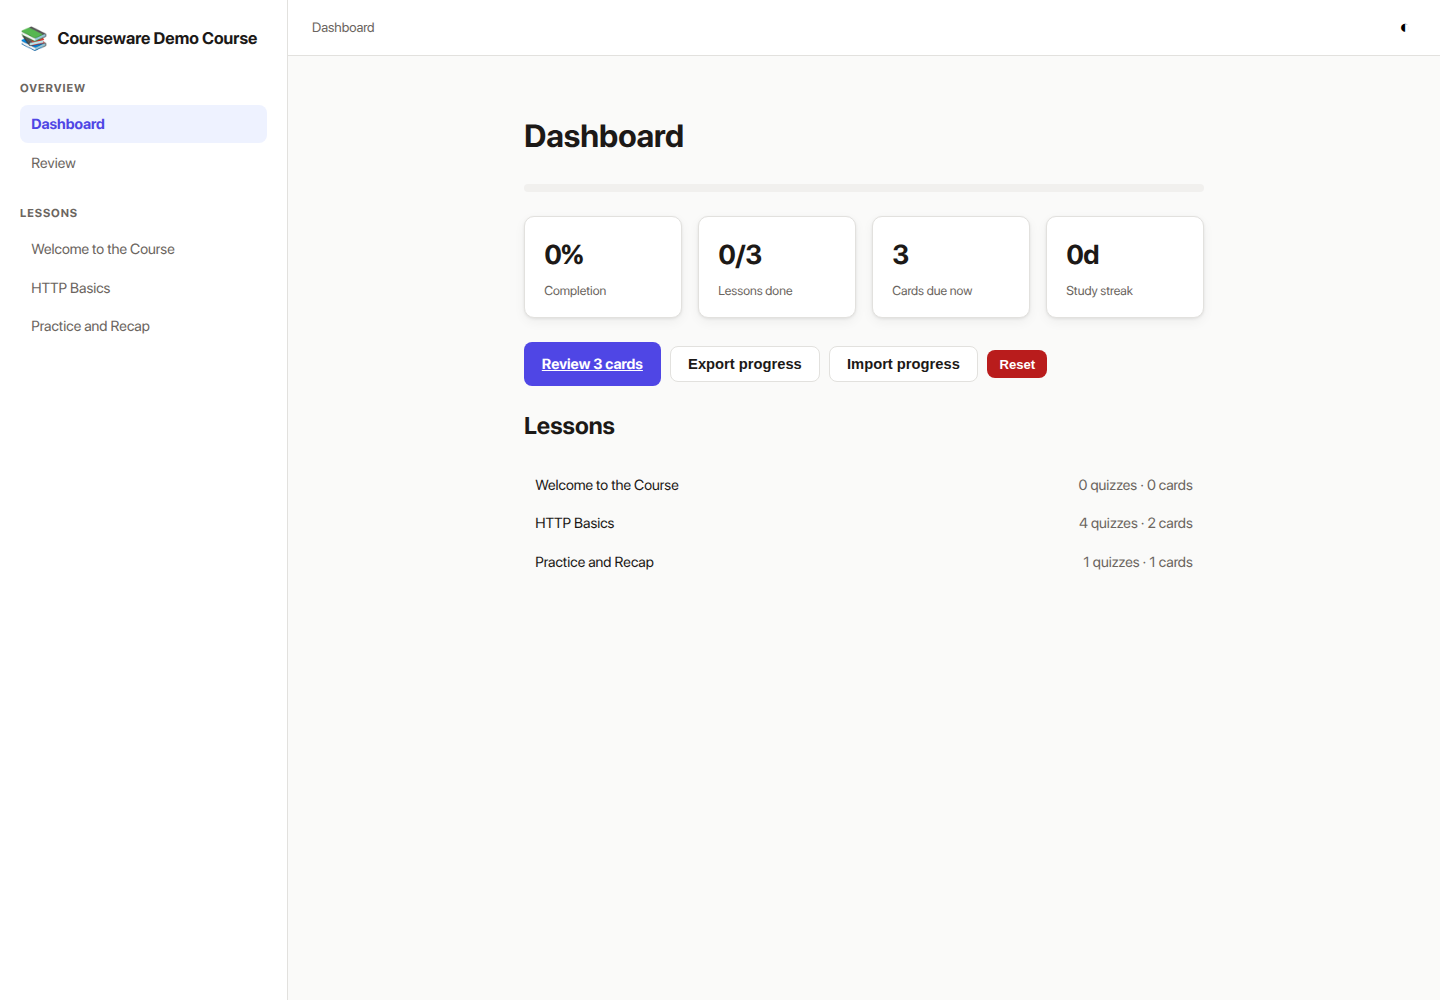 Courseware Demo Course
OVERVIEW
Dashboard
Review
LESSONS
Welcome to the Course
HTTP Basics
Practice and Recap
Dashboard
Dashboard
0%
Completion
0/3
Lessons done
3
Cards due now
0d
Study streak
Review 3 cards
Export progress
Import progress
Reset
Lessons
Welcome to the Course
0 quizzes · 0 cards
HTTP Basics
4 quizzes · 2 cards
Practice and Recap
1 quizzes · 1 cards